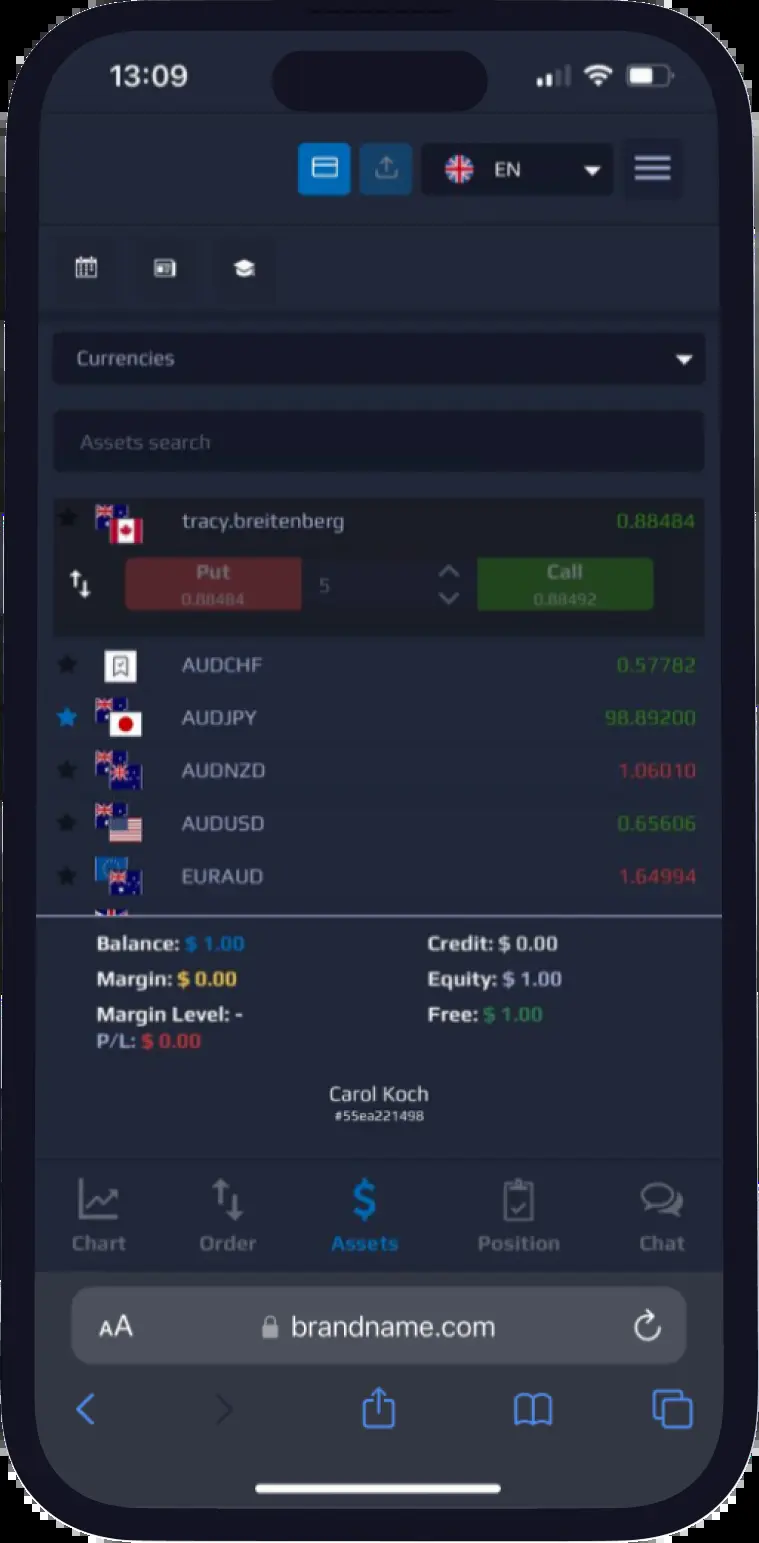 13:09
EN
Currencies
Assets search
tracy.breitenberg 0.88484
Put 5 Call
0.88484 0.88492
AUDCHF 0.57782
AUDJPY 98.89200
AUDNZD 1.06010
AUDUSD 0.65606
EURAUD 1.64994
Balance: $ 1.00 Credit: $ 0.00
Margin: $ 0.00 Equity: $ 1.00
Margin Level: - Free: $ 1.00
P/L: $ 0.00
Carol Koch
#55ea221498
Chart Order Assets Position Chat
AA brandname.com